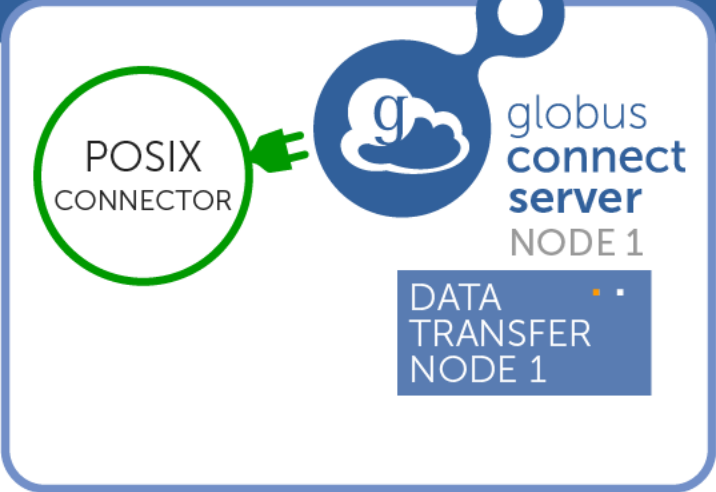 POSIX
CONNECTOR
g
globus
connect
server
NODE 1
DATA
TRANSFER
NODE 1